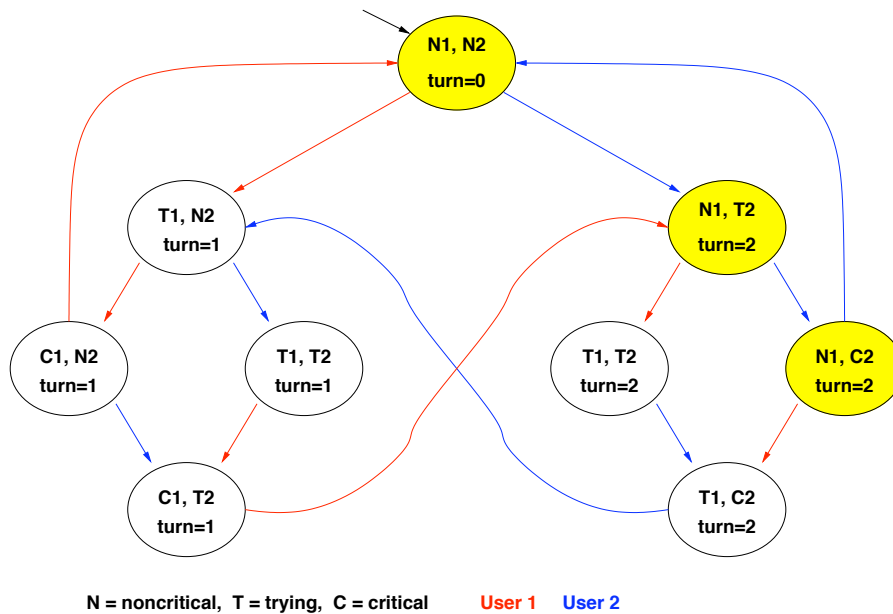 N1, N2
turn=0
T1, N2
turn=1
N1, T2
turn=2
C1, N2
turn=1
T1, T2
turn=1
T1, T2
turn=2
N1, C2
turn=2
C1, T2
turn=1
T1, C2
turn=2
N = noncritical, T = trying, C = critical User 1 User 2